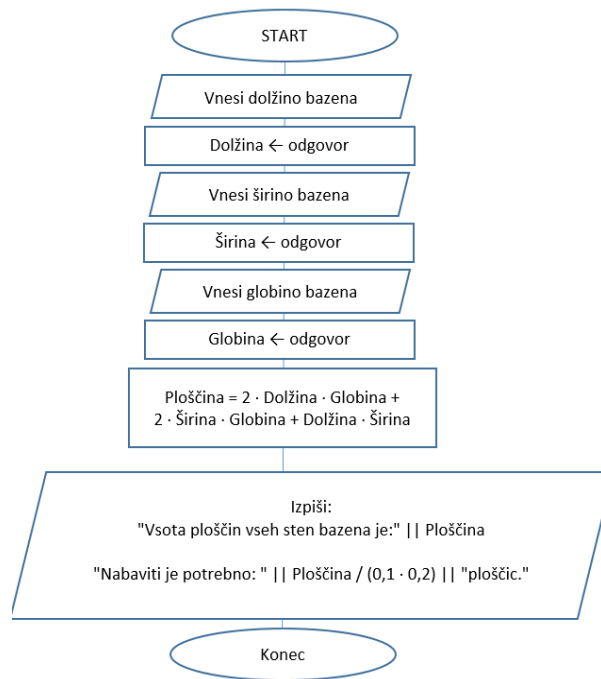 START
Vnesi dolžino bazena
Dolžina ← odgovor
Vnesi širino bazena
Širina ← odgovor
Vnesi globino bazena
Globina ← odgovor
Ploščina = 2 · Dolžina · Globina +
2 · Širina · Globina + Dolžina · Širina
Izpiši:
"Vsota ploščin vseh sten bazena je:" || Ploščina
"Nabaviti je potrebno: " || Ploščina / (0,1 · 0,2) || "ploščic."
Konec